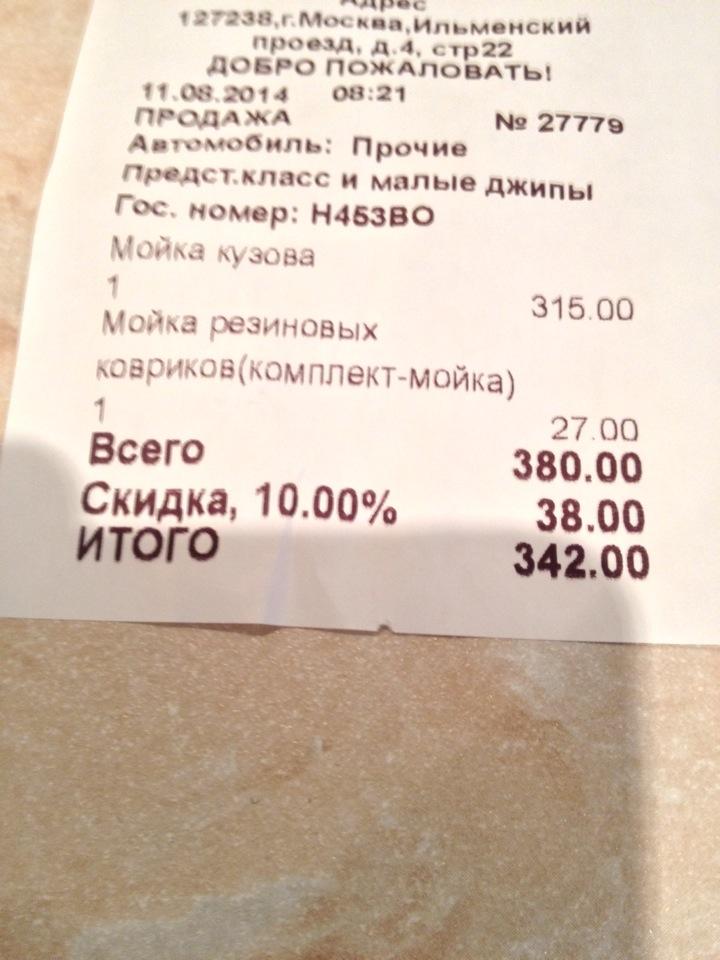 Адрес
127238,г.Москва,Ильменский
проезд, д.4, стр22
ДОБРО ПОЖАЛОВАТЬ!
11.08.2014 08:21
ПРОДАЖА № 27779
Автомобиль: Прочие
Предст.класс и малые джипы
Гос. номер: Н453ВО
Мойка кузова
1 315.00
Мойка резиновых
ковриков(комплект-мойка)
1 27.00
Всего 380.00
Скидка, 10.00% 38.00
ИТОГО 342.00